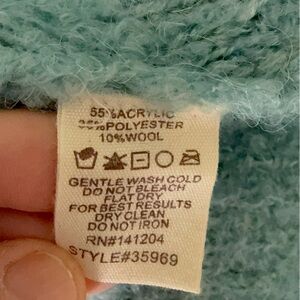 55%ACRYLIC
35%POLYESTER
10%WOOL
GENTLE WASH COLD
DO NOT BLEACH
FLAT DRY
FOR BEST RESULTS
DRY CLEAN
DO NOT IRON
RN#141204
STYLE#35969